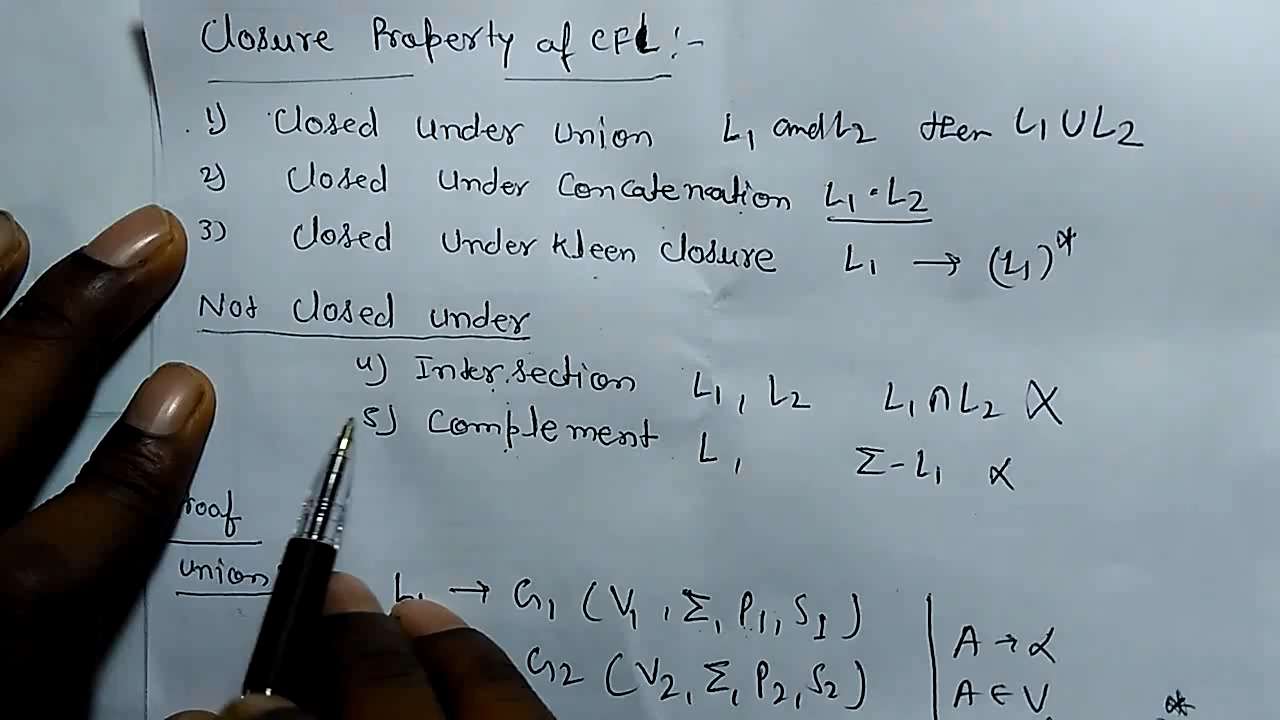 Closure Property of CFL:-
1) Closed under union L1 and L2 then L1 ∪ L2
2) Closed under Concatenation L1 · L2
3) Closed under kleen closure L1 → (L1)*
Not Closed under
4) Intersection L1, L2 L1 ∩ L2 X
5) Complement L1 Σ - L1 X
union
L1 → G1 (V1, Σ, P1, S1)
G2 (V2, Σ, P2, S2)
A → α
A ∈ V
*